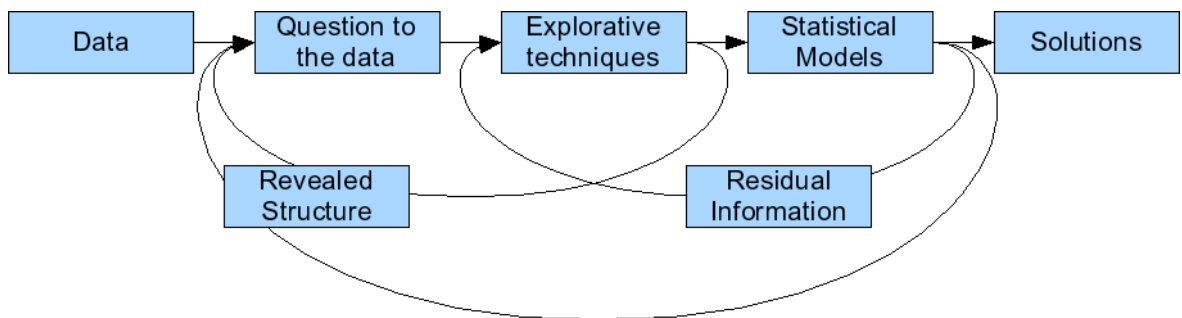 Data
Question to
the data
Explorative
techniques
Statistical
Models
Solutions
Revealed
Structure
Residual
Information